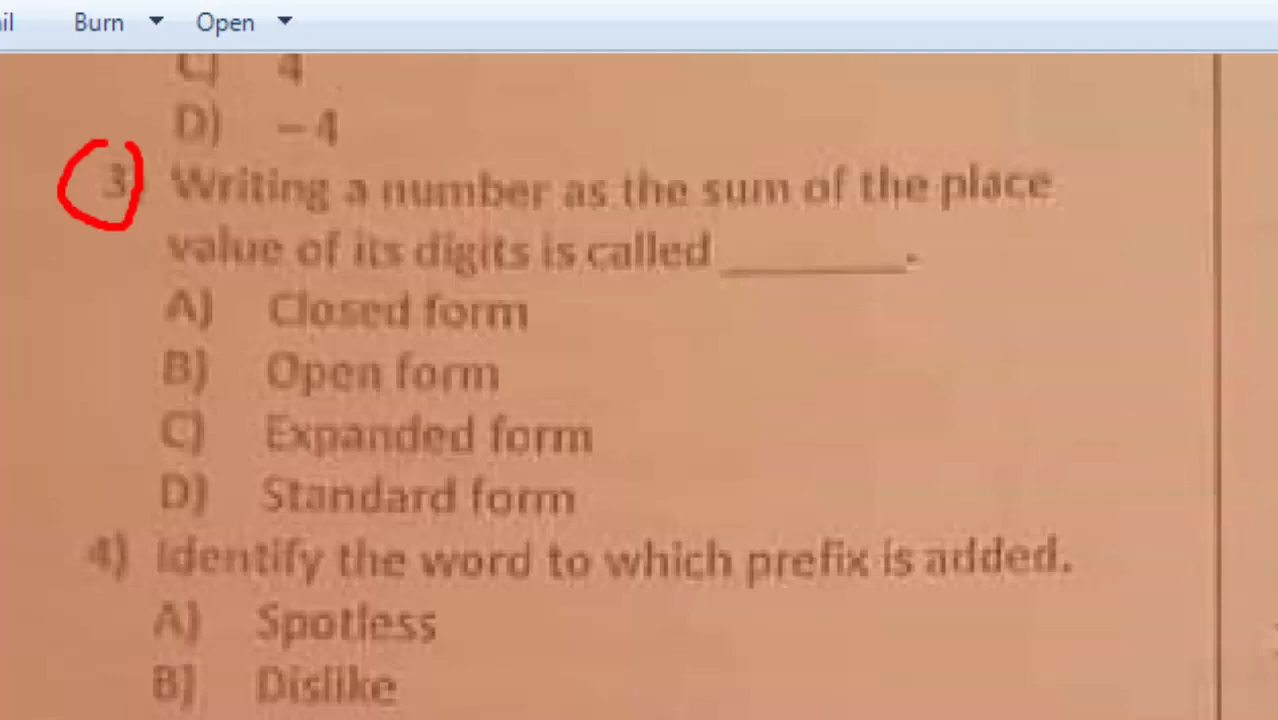 il Burn Open
C) 4
D) – 4
3) Writing a number as the sum of the place
value of its digits is called ________.
A) Closed form
B) Open form
C) Expanded form
D) Standard form
4) Identify the word to which prefix is added.
A) Spotless
B) Dislike